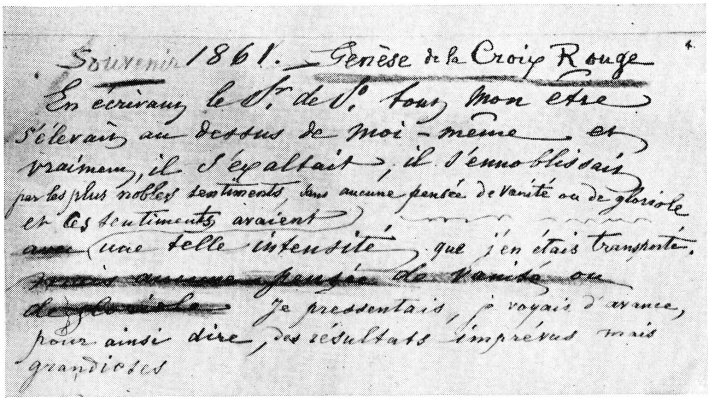 Souvenir 1861. — Genèse de la Croix Rouge
En écrivant le Sr. de So. tout mon être
s'élevait au dessus de moi-même et
vraiment, il s'exaltait, il s'ennoblissait
par les plus nobles sentiments, sans aucune pensée de vanité ou de gloriole
et ces sentiments avaient
avec une telle intensité, que j'en étais transporté.
mais aucune pensée de vanité ou
de gloriole Je pressentais, je voyais d'avance,
pour ainsi dire, des résultats imprévus mais
grandioses